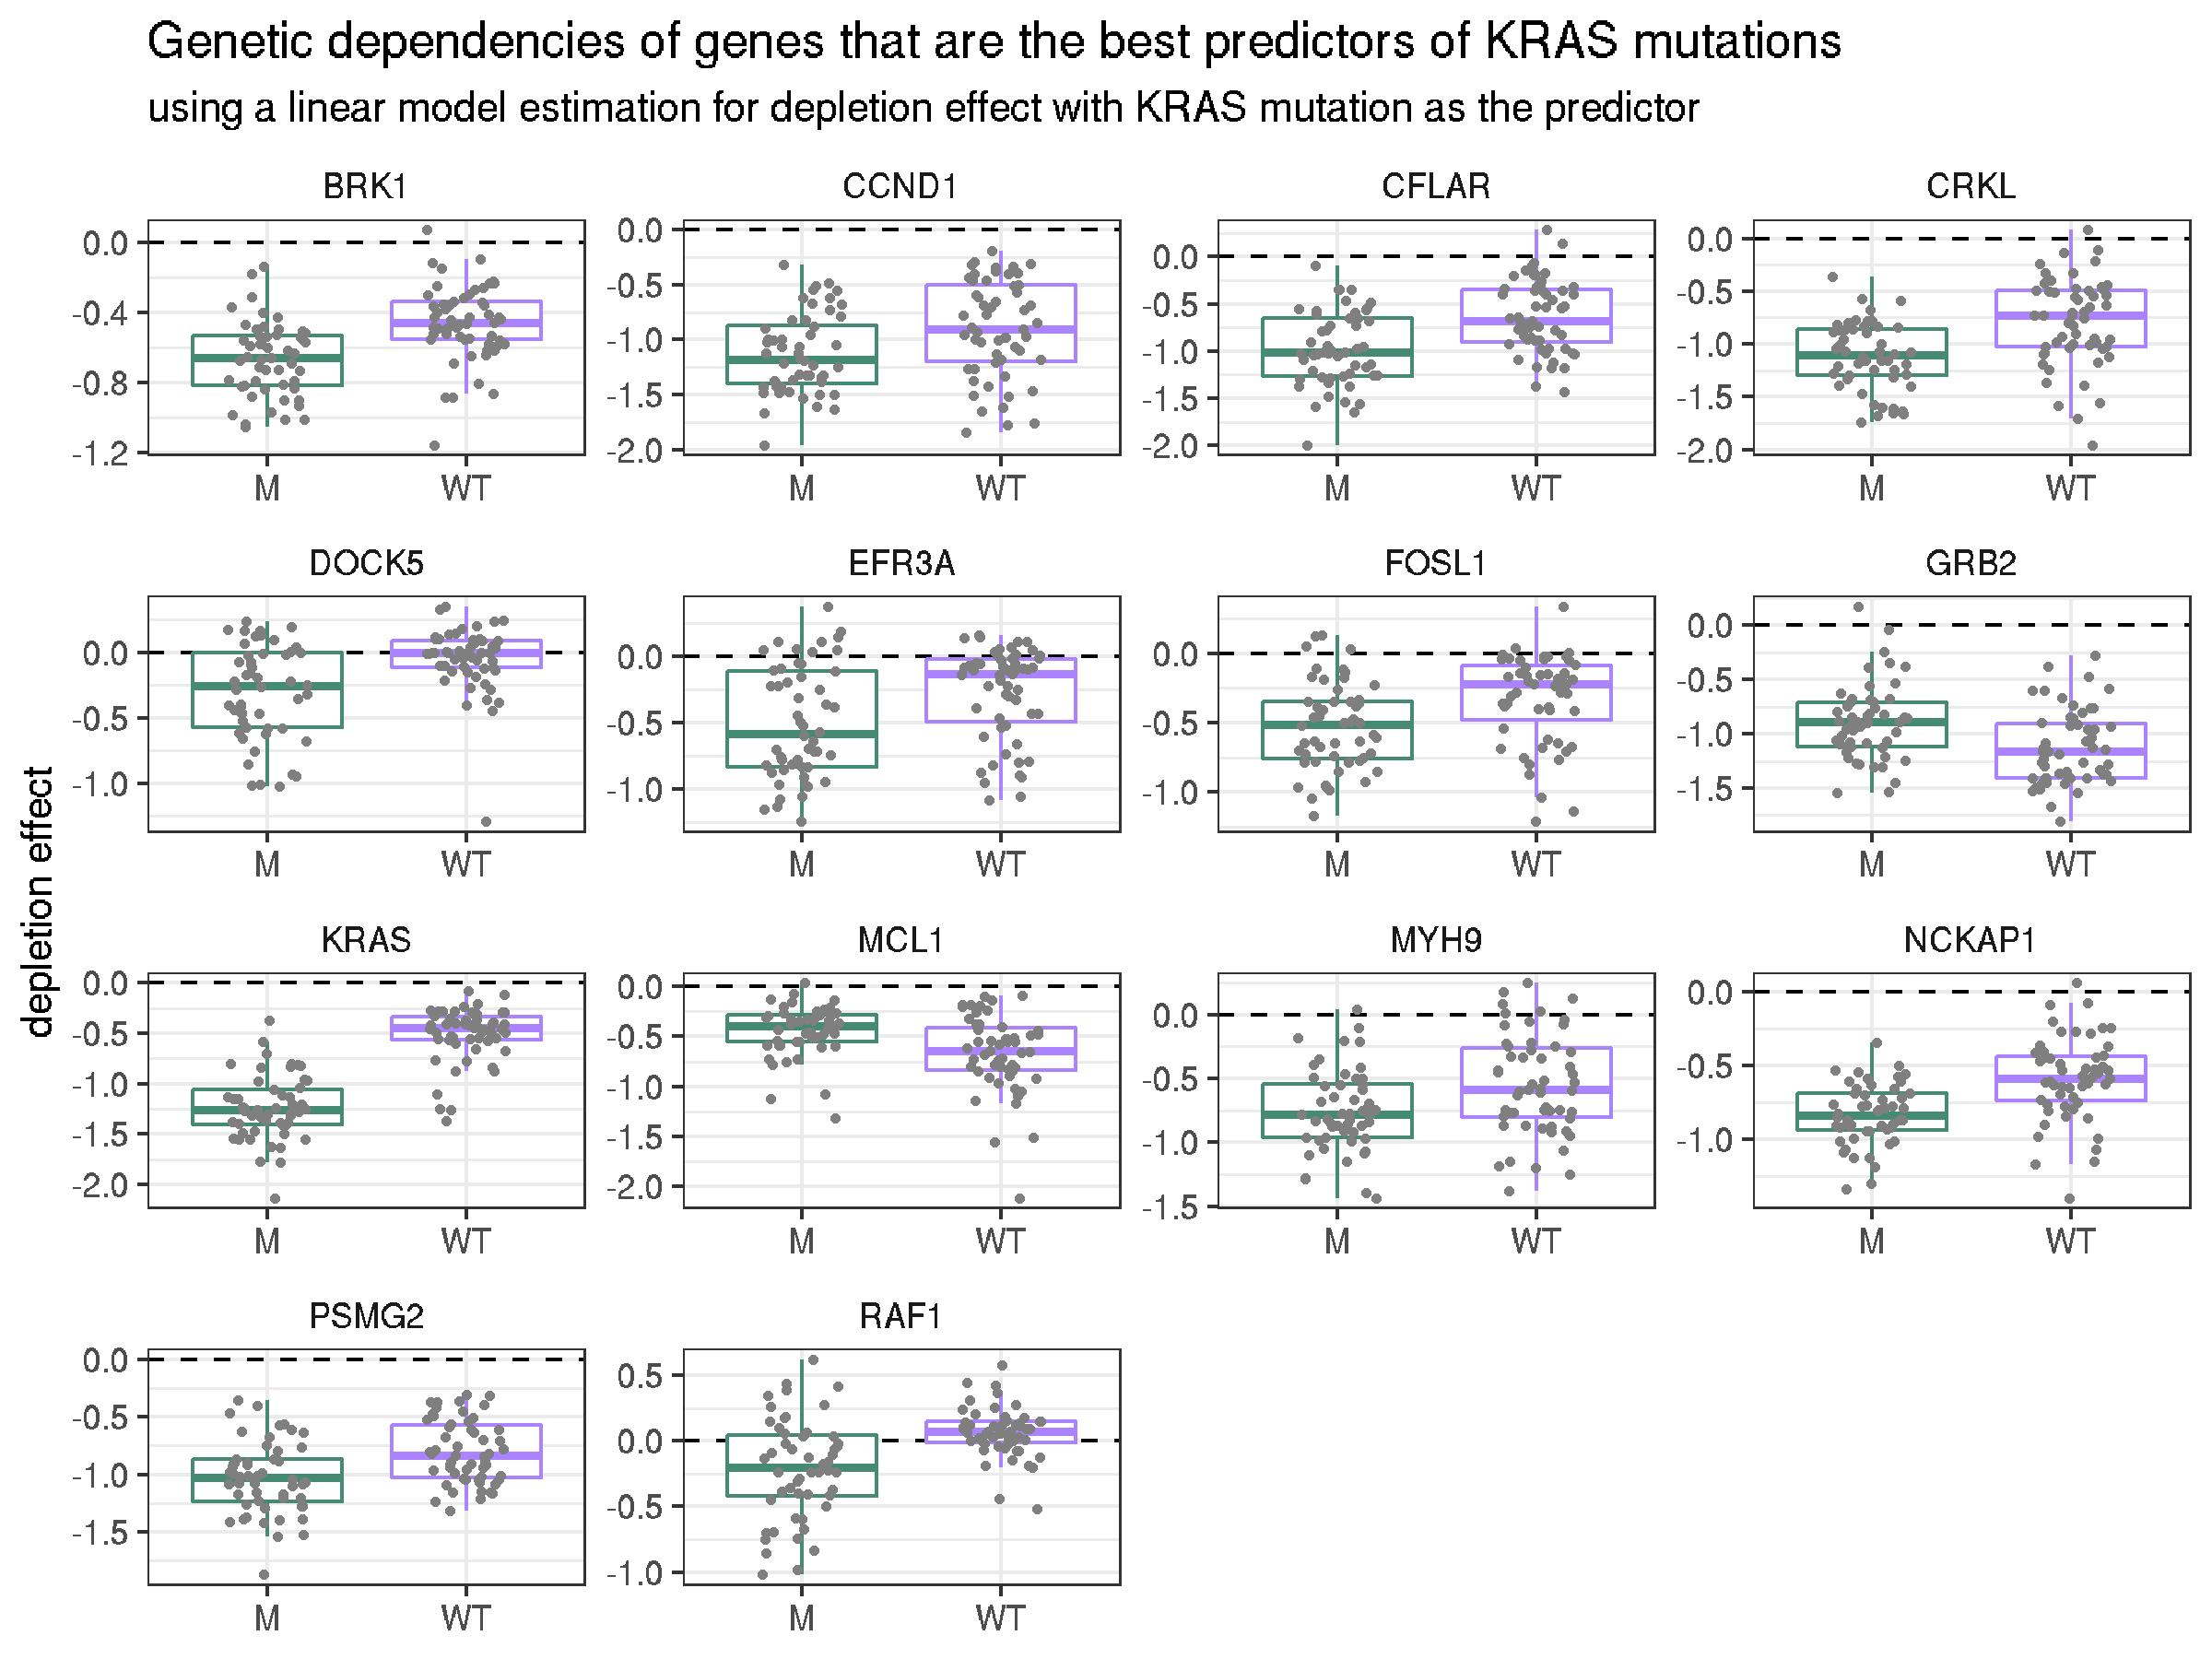 Genetic dependencies of genes that are the best predictors of KRAS mutations
using a linear model estimation for depletion effect with KRAS mutation as the predictor
BRK1 CCND1 CFLAR CRKL
0.0 -0.4 -0.8 -1.2
0.0 -0.5 -1.0 -1.5 -2.0
0.0 -0.5 -1.0 -1.5 -2.0
0.0 -0.5 -1.0 -1.5 -2.0
M WT M WT M WT M WT
DOCK5 EFR3A FOSL1 GRB2
0.0 -0.5 -1.0
0.0 -0.5 -1.0
0.0 -0.5 -1.0
0.0 -0.5 -1.0 -1.5
M WT M WT M WT M WT
depletion effect
KRAS MCL1 MYH9 NCKAP1
0.0 -0.5 -1.0 -1.5 -2.0
0.0 -0.5 -1.0 -1.5 -2.0
0.0 -0.5 -1.0 -1.5
0.0 -0.5 -1.0
M WT M WT M WT M WT
PSMG2 RAF1
0.0 -0.5 -1.0 -1.5
0.5 0.0 -0.5 -1.0
M WT M WT